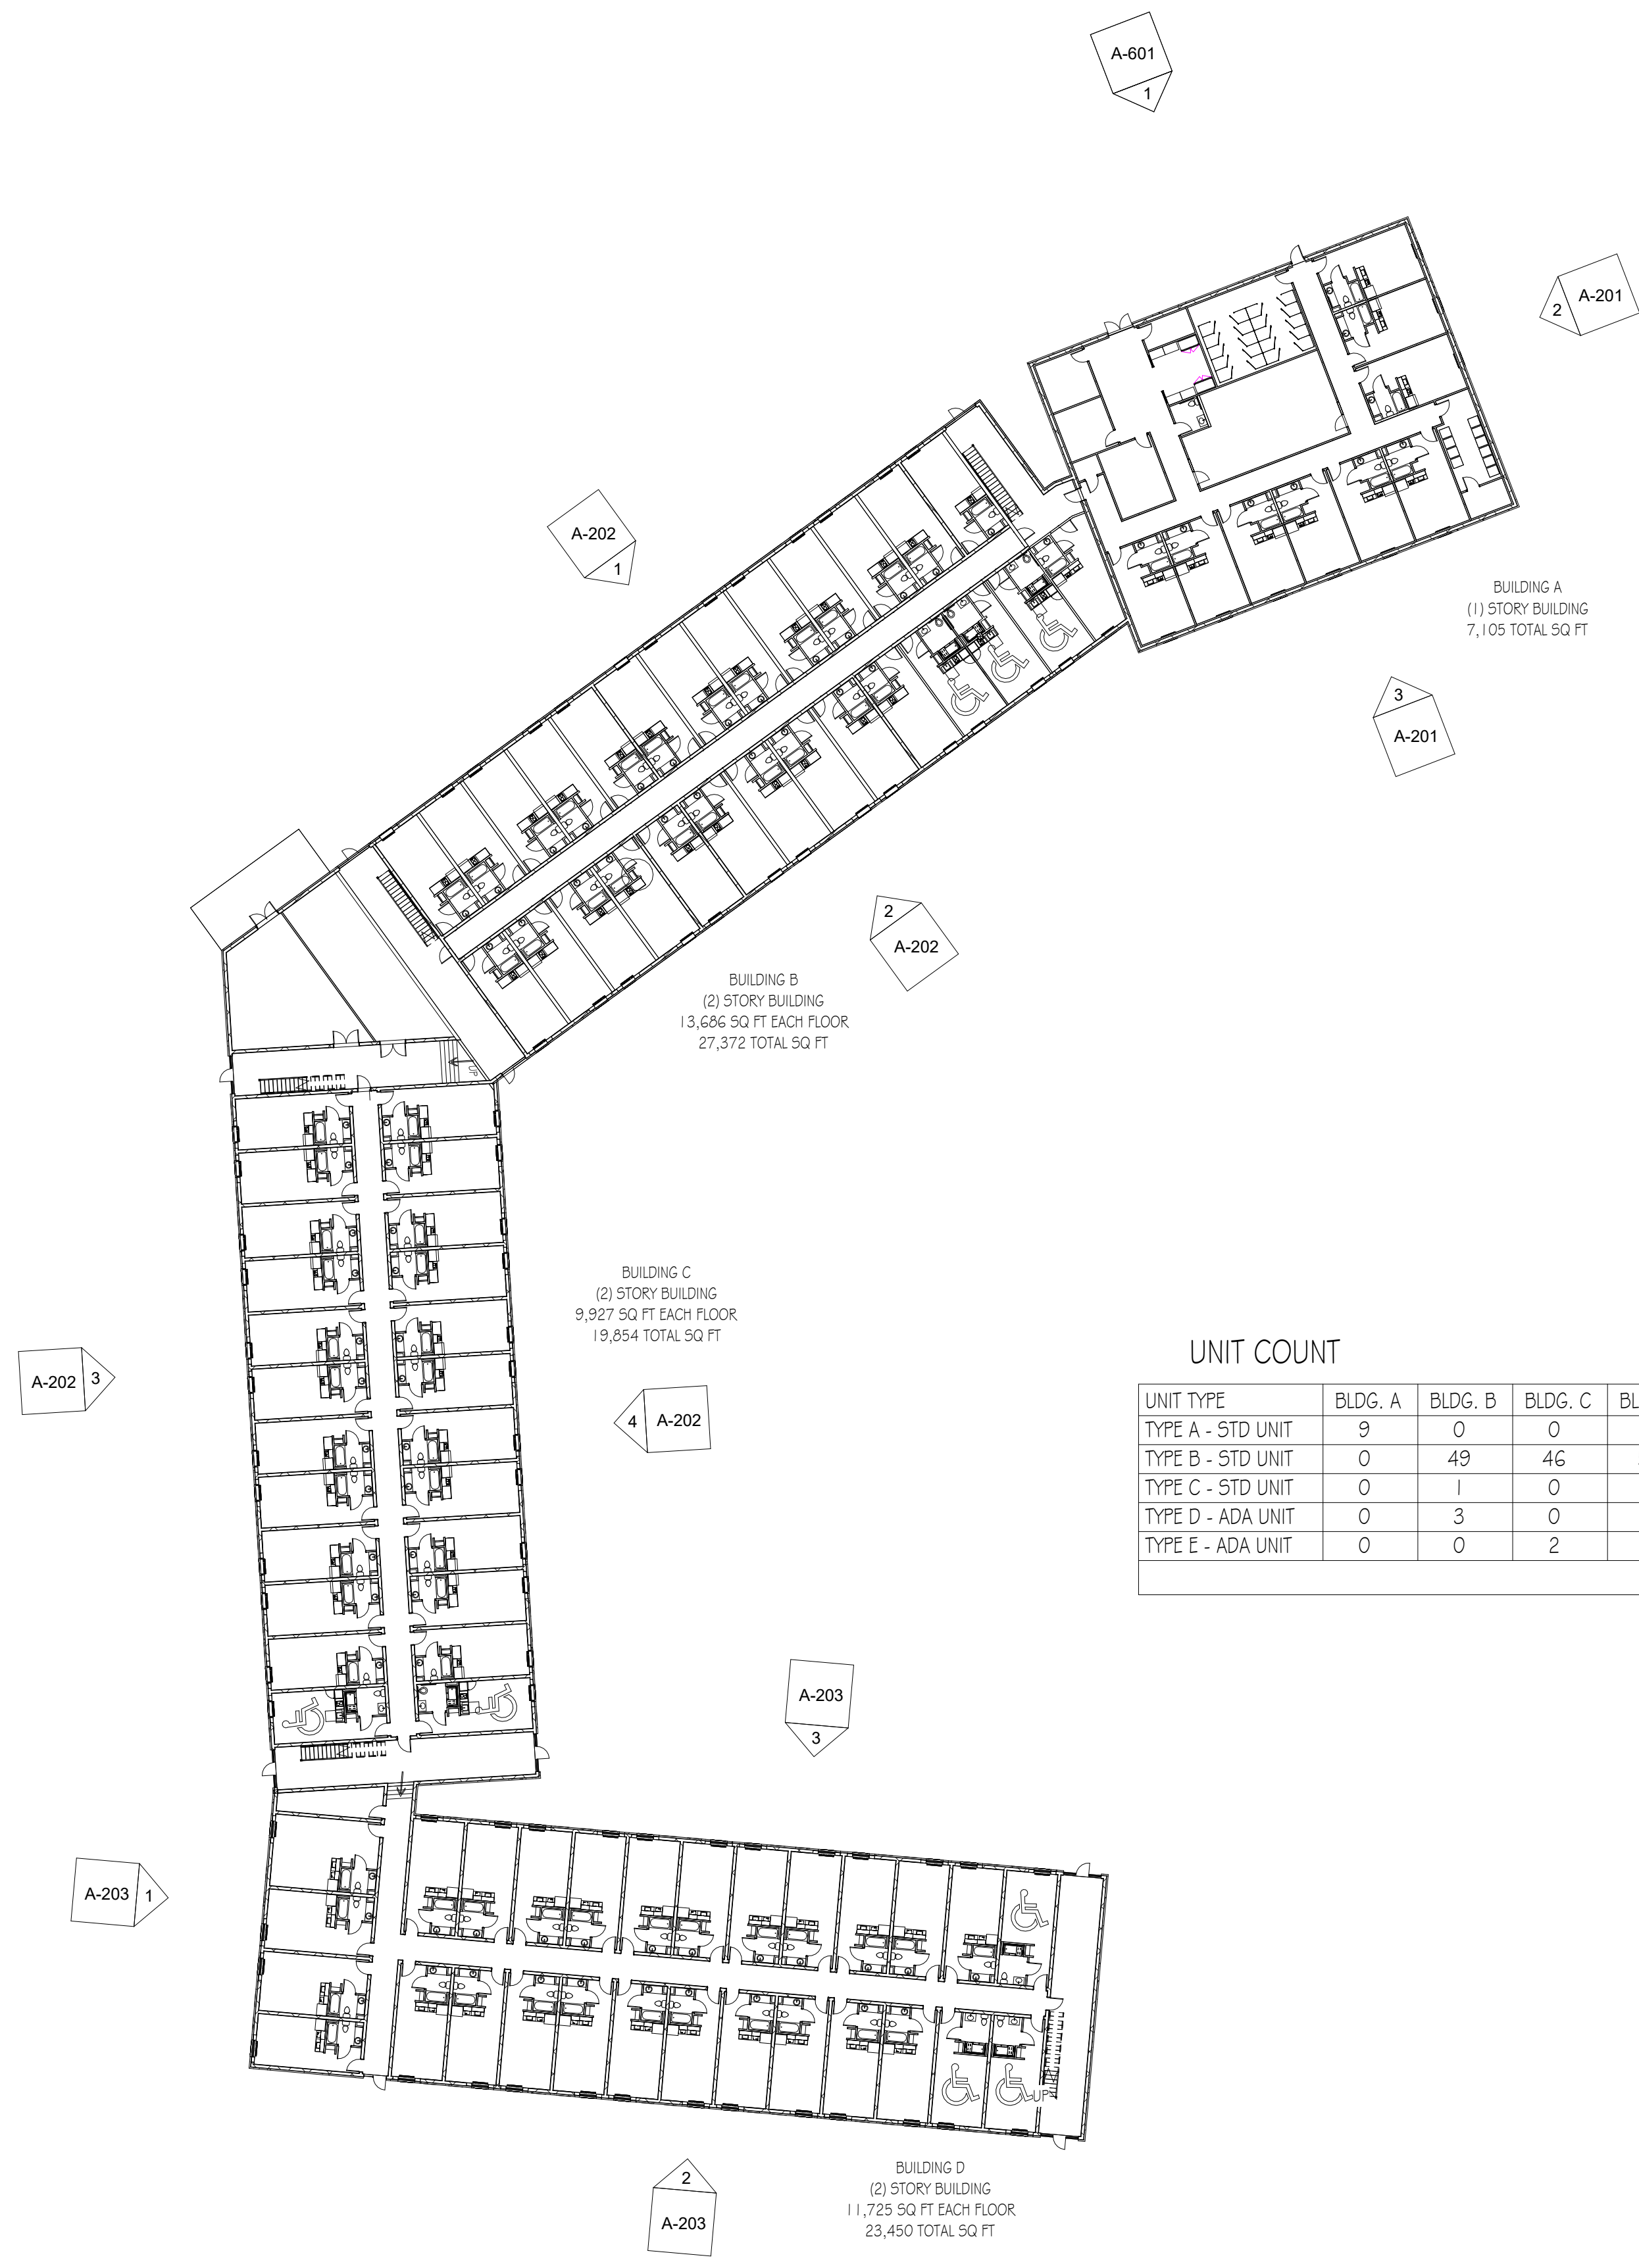 A-601
1
2
A-201
A-202
1
BUILDING A
(1) STORY BUILDING
7,105 TOTAL SQ FT
3
A-201
2
A-202
BUILDING B
(2) STORY BUILDING
13,686 SQ FT EACH FLOOR
27,372 TOTAL SQ FT
UP
BUILDING C
(2) STORY BUILDING
9,927 SQ FT EACH FLOOR
19,854 TOTAL SQ FT
A-202 3
4 A-202
UNIT COUNT
UNIT TYPE BLDG. A BLDG. B BLDG. C BL
TYPE A - STD UNIT 9 0 0
TYPE B - STD UNIT 0 49 46
TYPE C - STD UNIT 0 1 0
TYPE D - ADA UNIT 0 3 0
TYPE E - ADA UNIT 0 0 2
A-203
3
A-203 1
UP
2
A-203
BUILDING D
(2) STORY BUILDING
11,725 SQ FT EACH FLOOR
23,450 TOTAL SQ FT